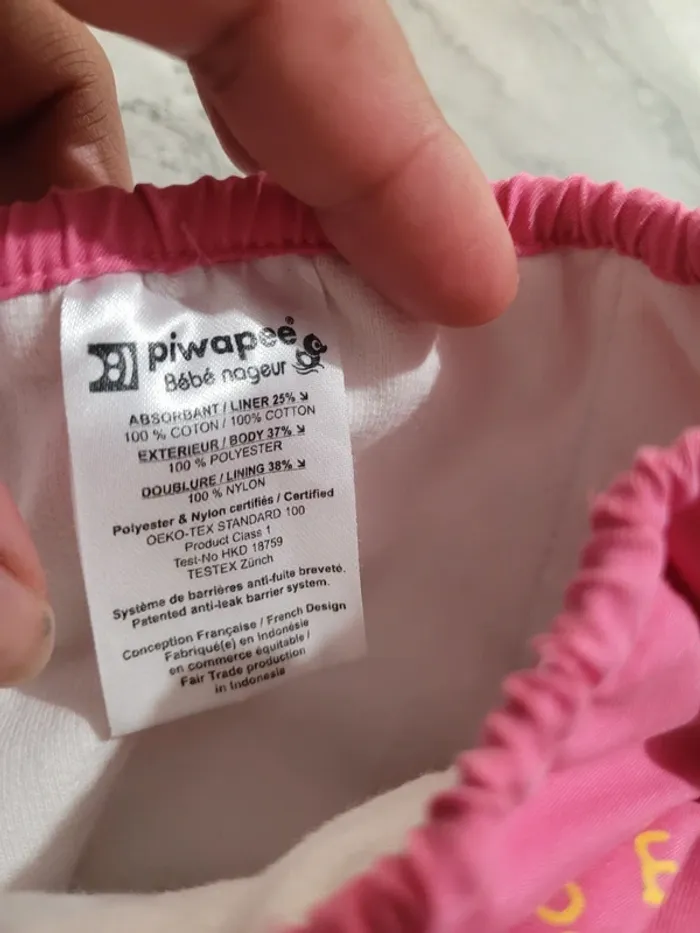 piwapee®
Bébé nageur
ABSORBANT / LINER 25% ↘
100 % COTON / 100% COTTON
EXTERIEUR / BODY 37% ↘
100 % POLYESTER
DOUBLURE / LINING 38% ↘
100 % NYLON
Polyester & Nylon certifiés / Certified
OEKO-TEX STANDARD 100
Product Class 1
Test-No HKD 18759
TESTEX Zürich
Système de barrières anti-fuite breveté.
Patented anti-leak barrier system.
Conception Française / French Design
Fabriqué(e) en Indonésie
en commerce équitable /
Fair Trade production
in Indonesia